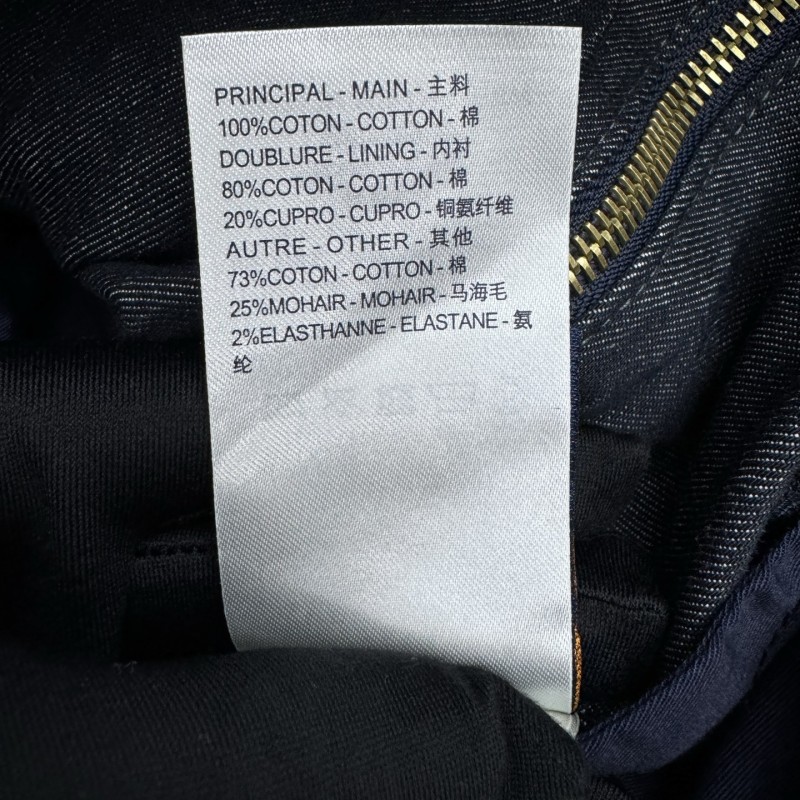 PRINCIPAL - MAIN - 主料
100%COTON - COTTON - 棉
DOUBLURE - LINING - 内衬
80%COTON - COTTON - 棉
20%CUPRO - CUPRO - 铜氨纤维
AUTRE - OTHER - 其他
73%COTON - COTTON - 棉
25%MOHAIR - MOHAIR - 马海毛
2%ELASTHANNE - ELASTANE - 氨
纶